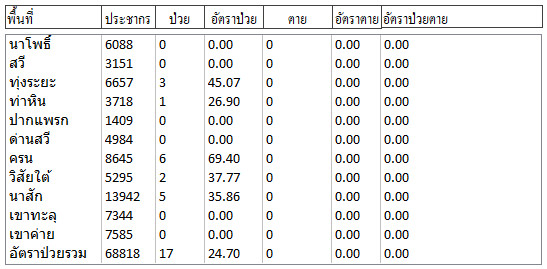 พื้นที่ ประชากร ป่วย อัตราป่วย ตาย อัตราตาย อัตราป่วยตาย
นาโพธิ์ 6088 0 0.00 0 0.00 0.00
สวี 3151 0 0.00 0 0.00 0.00
ทุ่งระยะ 6657 3 45.07 0 0.00 0.00
ท่าหิน 3718 1 26.90 0 0.00 0.00
ปากแพรก 1409 0 0.00 0 0.00 0.00
ด่านสวี 4984 0 0.00 0 0.00 0.00
ครน 8645 6 69.40 0 0.00 0.00
วิสัยใต้ 5295 2 37.77 0 0.00 0.00
นาสัก 13942 5 35.86 0 0.00 0.00
เขาทะลุ 7344 0 0.00 0 0.00 0.00
เขาค่าย 7585 0 0.00 0 0.00 0.00
อัตราป่วยรวม 68818 17 24.70 0 0.00 0.00